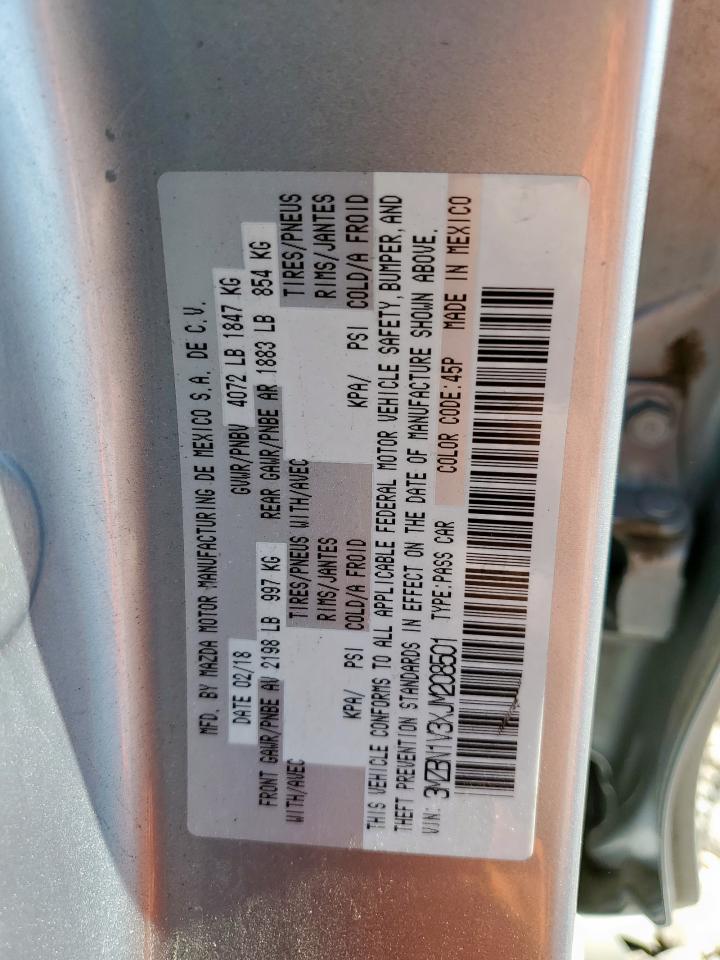 MFD. BY MAZDA MOTOR MANUFACTURING DE MEXICO S.A. DE C.V.
DATE 02/18 GVWR/PNBV 4072 LB 1847 KG
FRONT GAWR/PNBE AV 2198 LB 997 KG REAR GAWR/PNBE AR 1883 LB 854 KG
WITH/AVEC TIRES/PNEUS WITH/AVEC TIRES/PNEUS
RIMS/JANTES RIMS/JANTES
KPA/ PSI COLD/A FROID KPA/ PSI COLD/A FROID
THIS VEHICLE CONFORMS TO ALL APPLICABLE FEDERAL MOTOR VEHICLE SAFETY, BUMPER, AND
THEFT PREVENTION STANDARDS IN EFFECT ON THE DATE OF MANUFACTURE SHOWN ABOVE.
VIN: 3MZBN1V3XJM208501 TYPE:PASS CAR COLOR CODE:45P MADE IN MEXICO